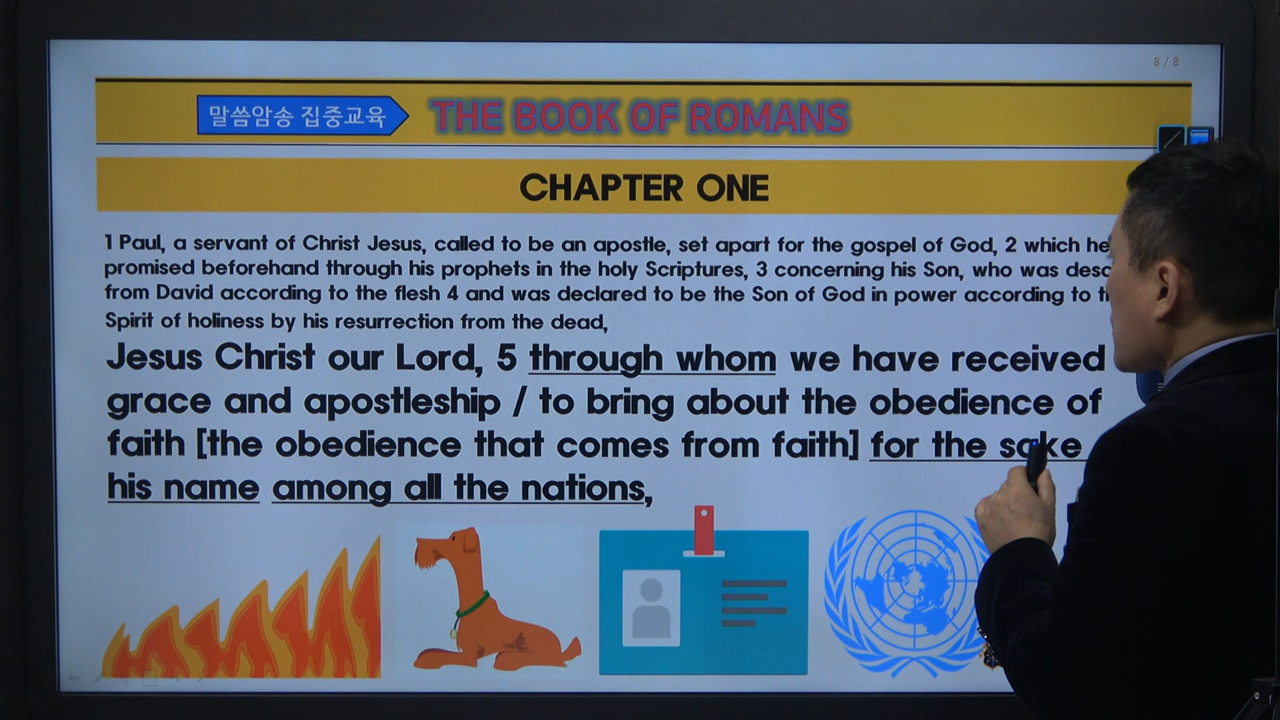 8 / 8
말씀암송 집중교육
THE BOOK OF ROMANS
CHAPTER ONE
1 Paul, a servant of Christ Jesus, called to be an apostle, set apart for the gospel of God, 2 which he
promised beforehand through his prophets in the holy Scriptures, 3 concerning his Son, who was
from David according to the flesh 4 and was declared to be the Son of God in power according to
Spirit of holiness by his resurrection from the dead,
Jesus Christ our Lord, 5 through whom we have received
grace and apostleship / to bring about the obedience of
faith [the obedience that comes from faith] for the sake
his name among all the nations,